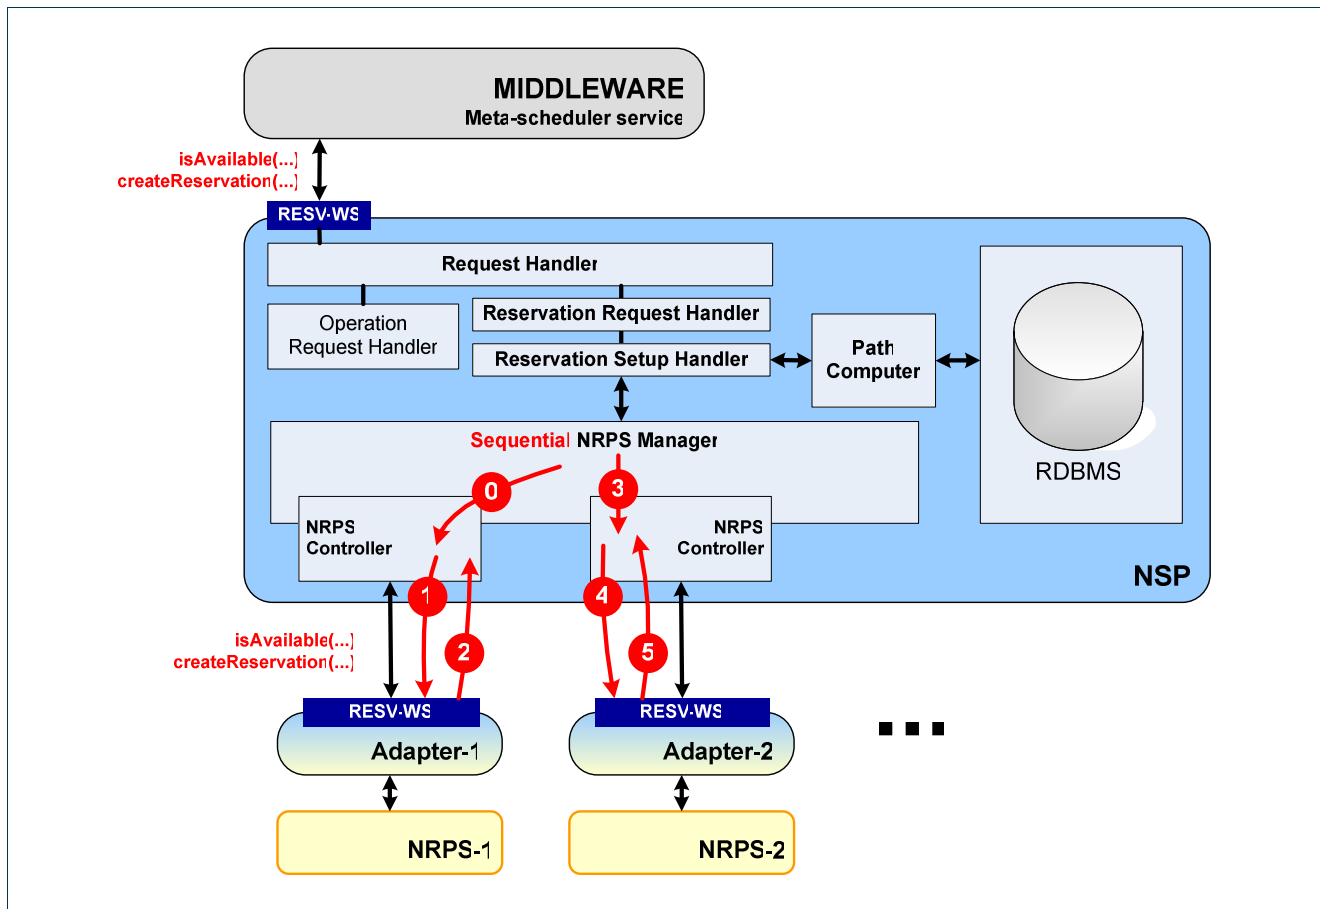 MIDDLEWARE
Meta-scheduler service
isAvailable(...)
createReservation(...)
RESV-WS
Request Handler
Operation
Request Handler
Reservation Request Handler
Reservation Setup Handler
Path
Computer
RDBMS
Sequential NRPS Manager
0
3
NRPS
Controller
NRPS
Controller
NSP
1
4
2
5
isAvailable(...)
createReservation(...)
RESV-WS
RESV-WS
Adapter-1
Adapter-2
NRPS-1
NRPS-2